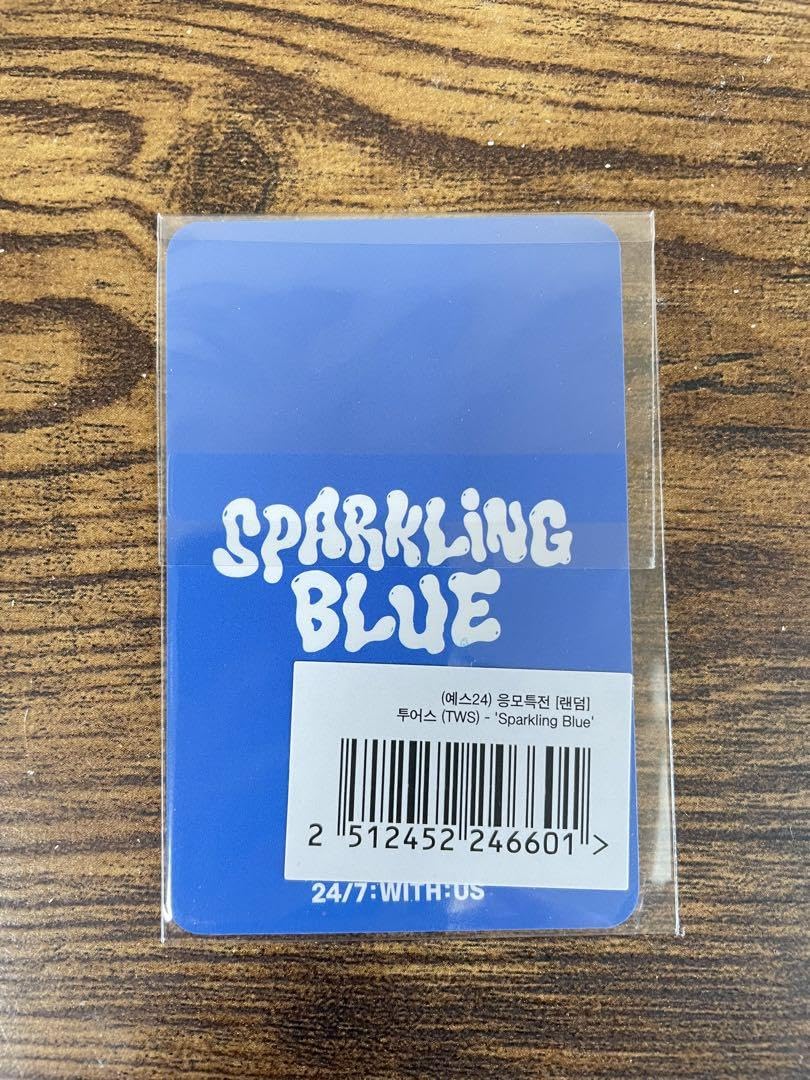 SPARKLiNG
BLUE
(예스24) 응모특전 [랜덤]
투어스 (TWS) - 'Sparkling Blue'
2 512452 246601 >
24/7:WITH:US